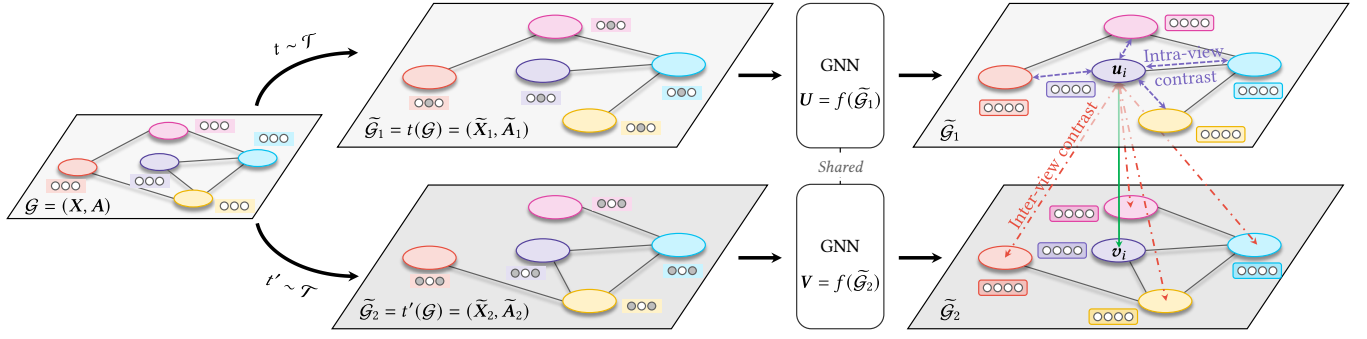 t ~ 𝒯
𝒢 = (X, A)
t′ ~ 𝒯
𝒢̃₁ = t(𝒢) = (X̃₁, Ã₁)
𝒢̃₂ = t′(𝒢) = (X̃₂, Ã₂)
GNN
U = f(𝒢̃₁)
Shared
GNN
V = f(𝒢̃₂)
uᵢ
Intra-view
contrast
𝒢̃₁
Inter-view contrast
vᵢ
𝒢̃₂